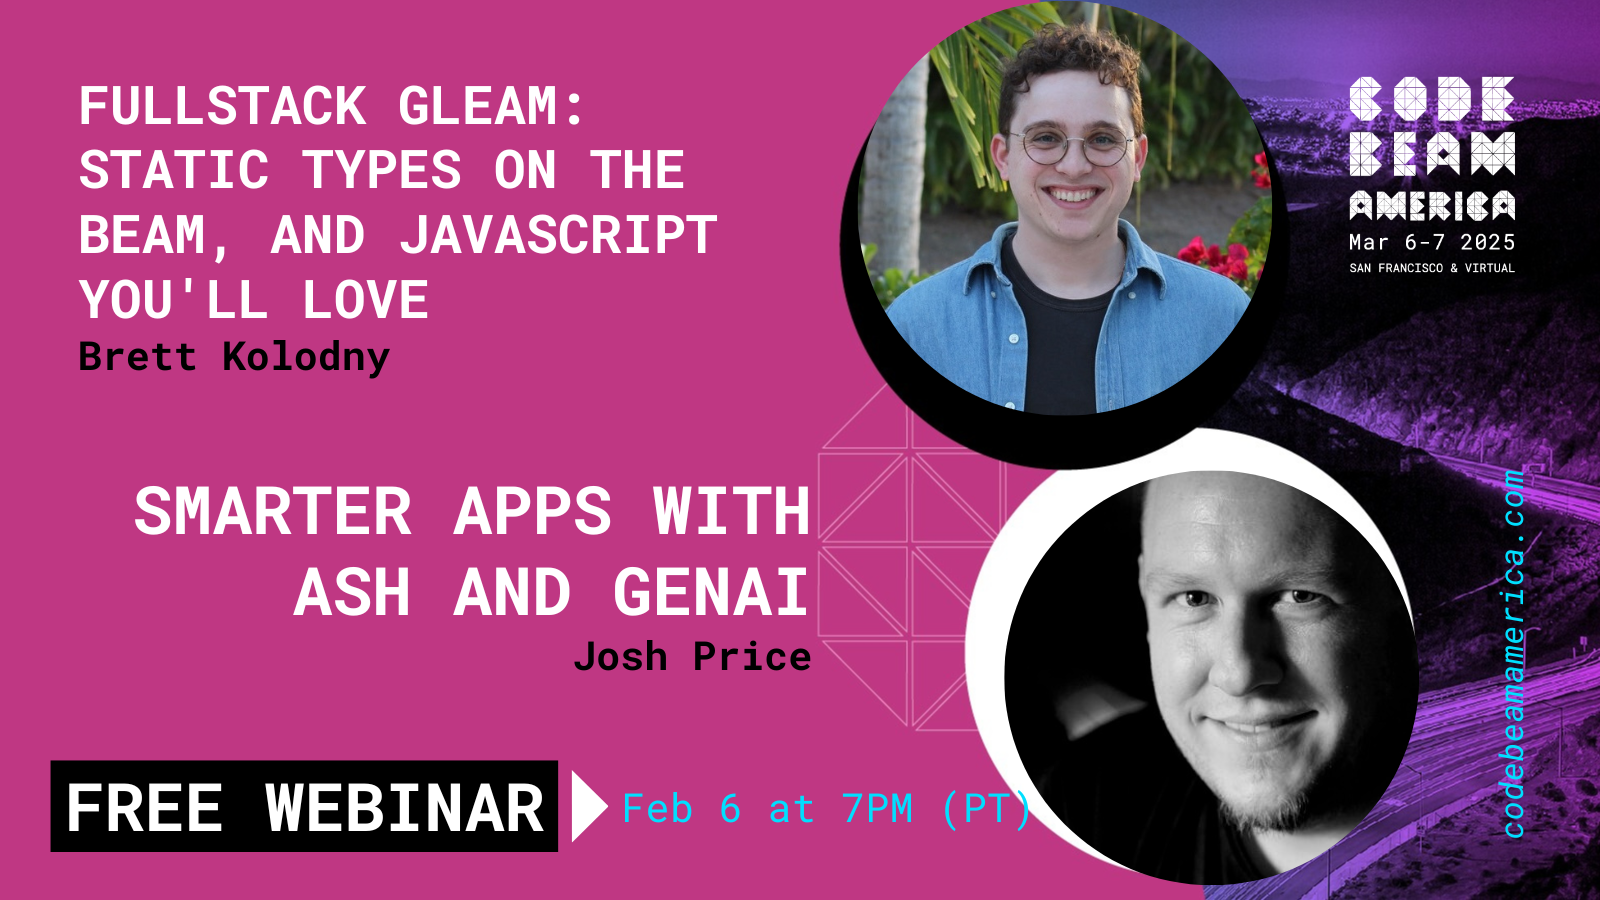 FULLSTACK GLEAM:
STATIC TYPES ON THE
BEAM, AND JAVASCRIPT
YOU'LL LOVE
Brett Kolodny
SMARTER APPS WITH
ASH AND GENAI
Josh Price
FREE WEBINAR
Feb 6 at 7PM (PT)
CODE
BEAM
AMERICA
Mar 6-7 2025
SAN FRANCISCO & VIRTUAL
codebeamamerica.com